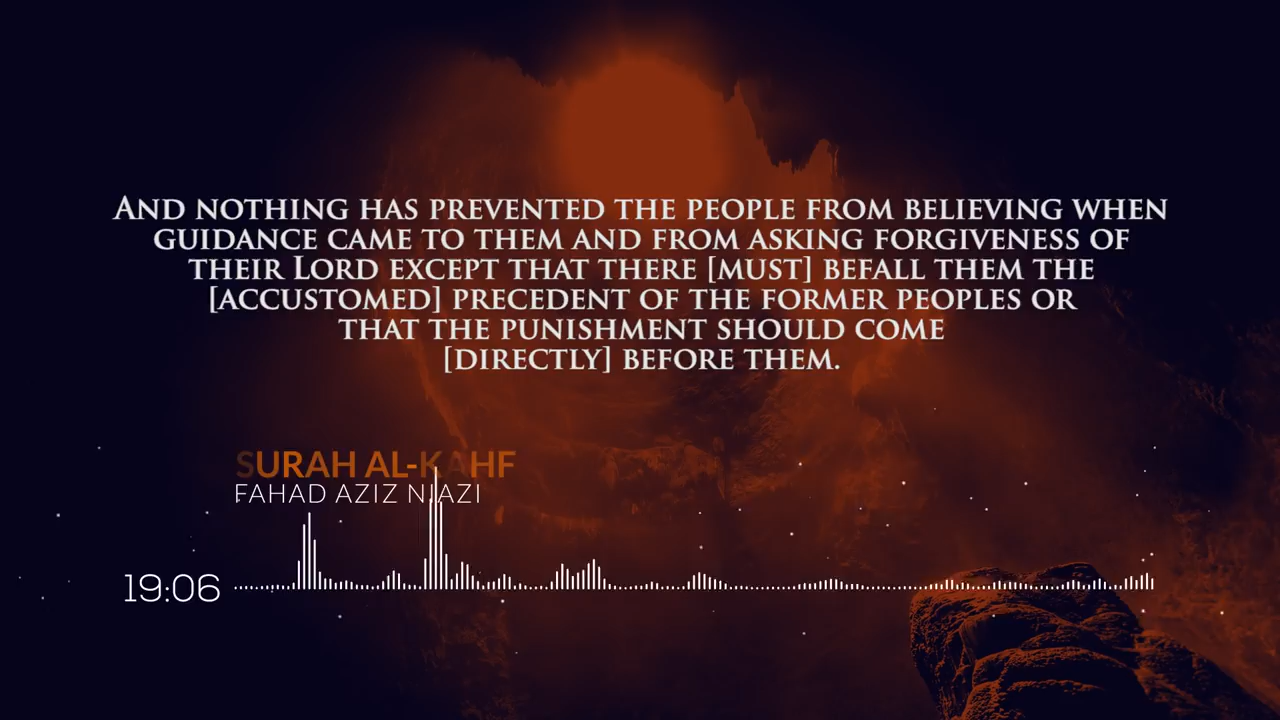 And nothing has prevented the people from believing when
guidance came to them and from asking forgiveness of
their Lord except that there [must] befall them the
[accustomed] precedent of the former peoples or
that the punishment should come
[directly] before them.
SURAH AL-KAHF
FAHAD AZIZ NIAZI
19:06